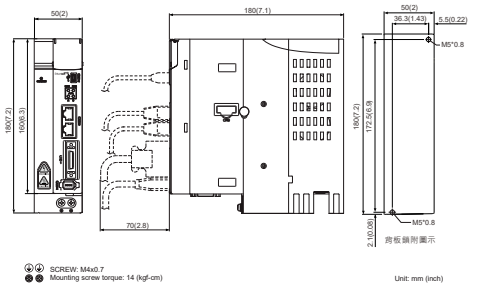 50(2)
180(7.1)
50(2)
36.3(1.43)
5.5(0.22)
M5*0.8
180(7.2)
160(6.3)
180(7.2)
172.5(6.9)
70(2.8)
2.1(0.08)
M5*0.8
背板鎖附圖示
SCREW: M4x0.7
Mounting screw torque: 14 (kgf-cm)
Unit: mm (inch)